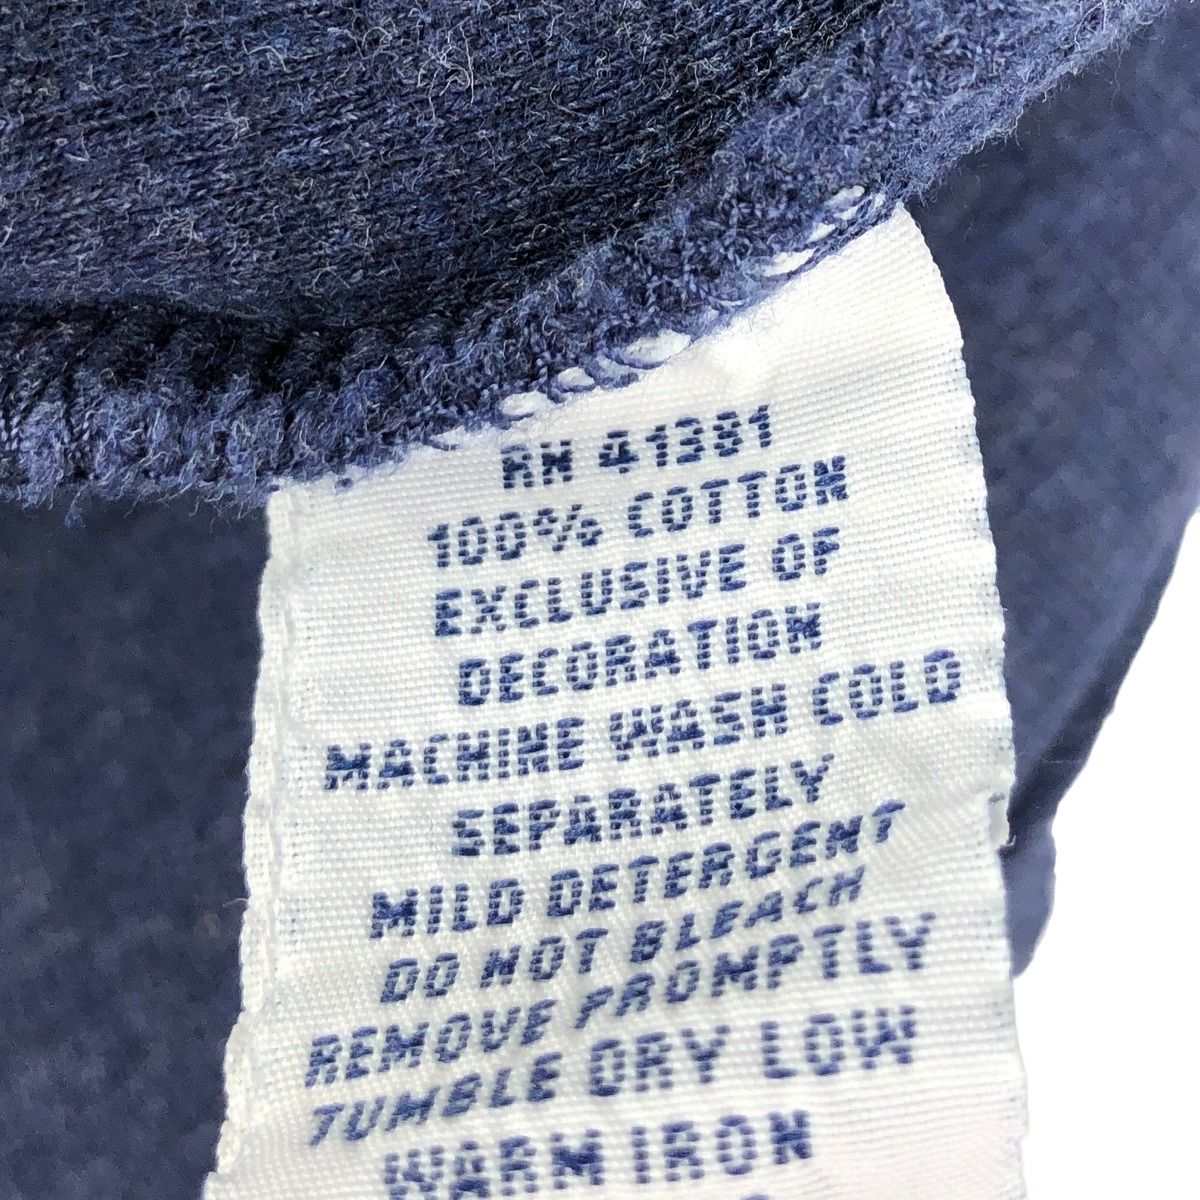 RN 41381
100% COTTON
EXCLUSIVE OF
DECORATION
MACHINE WASH COLD
SEPARATELY
MILD DETERGENT
DO NOT BLEACH
REMOVE PROMPTLY
TUMBLE DRY LOW
WARM IRON